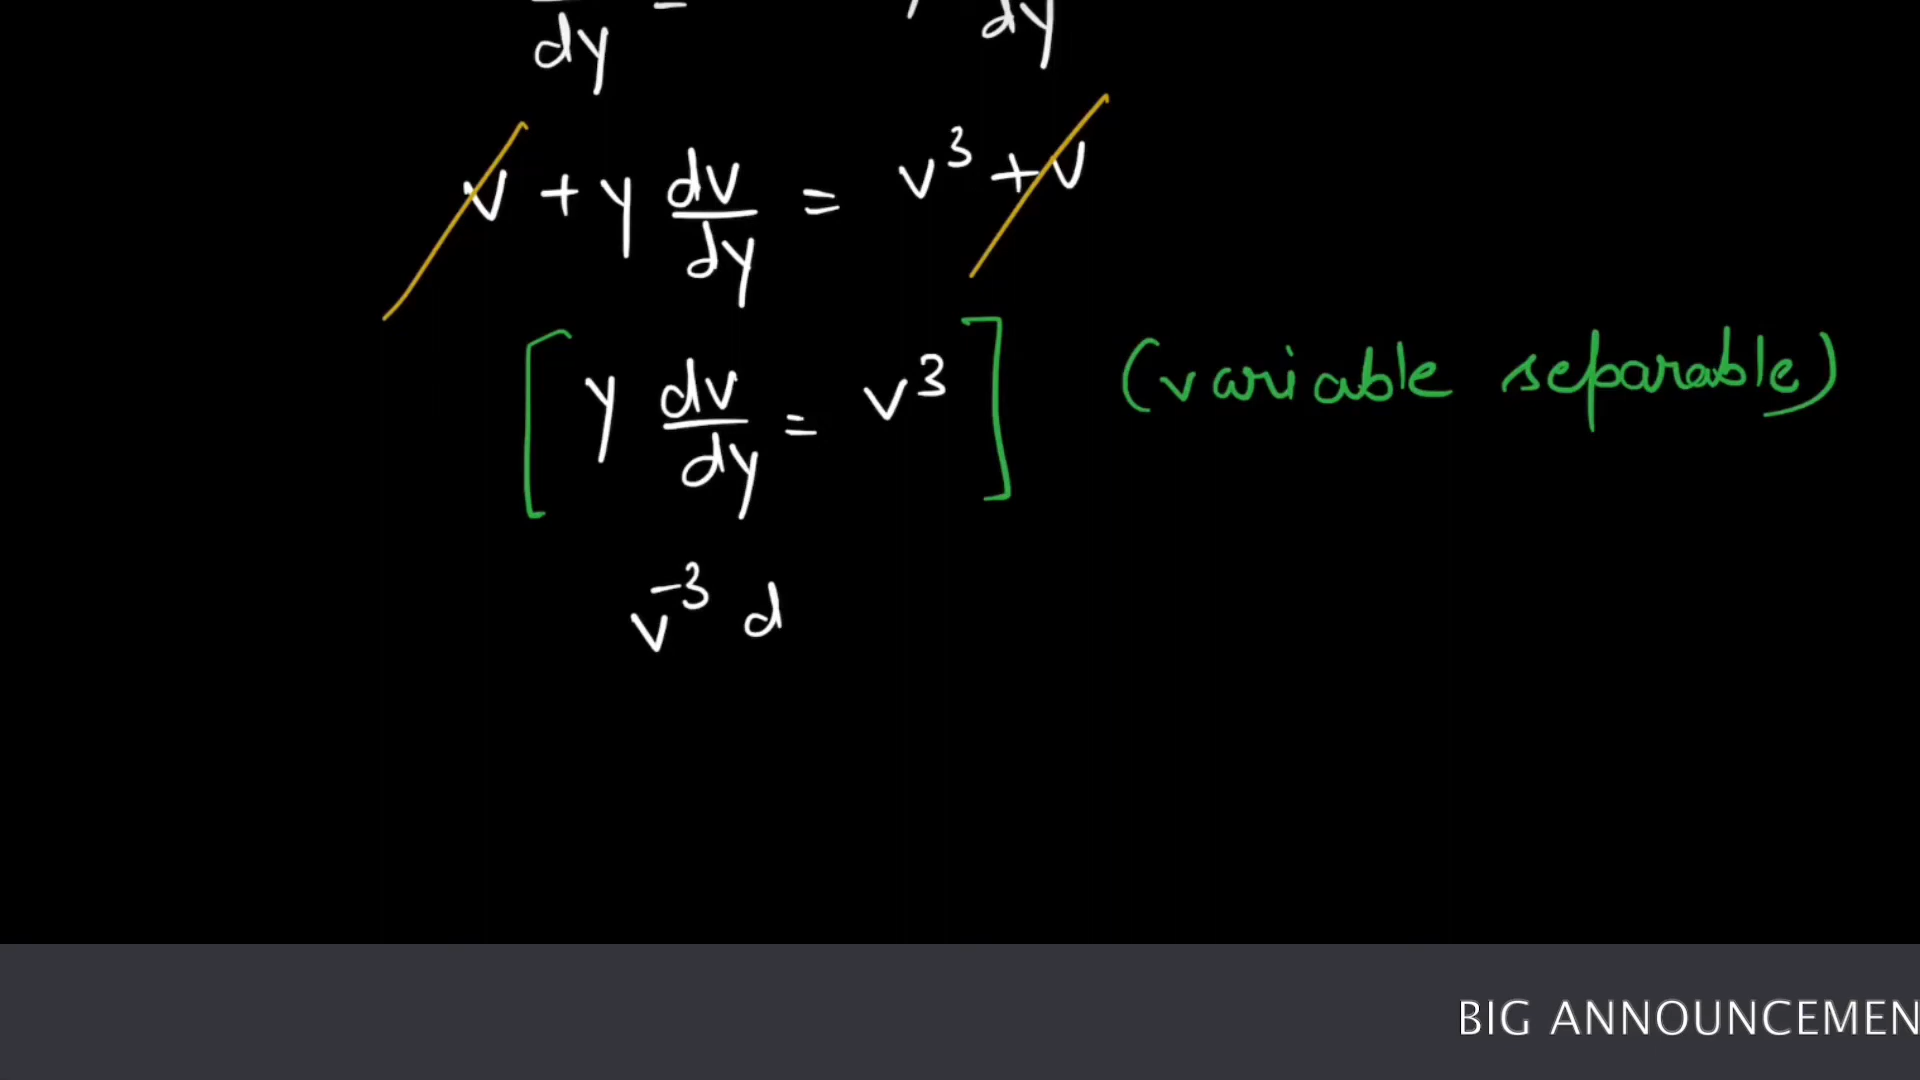 dy = dy
v + y dv/dy = v³ + v
[ y dv/dy = v³ ] (variable separable)
v⁻³ d
BIG ANNOUNCEMEN